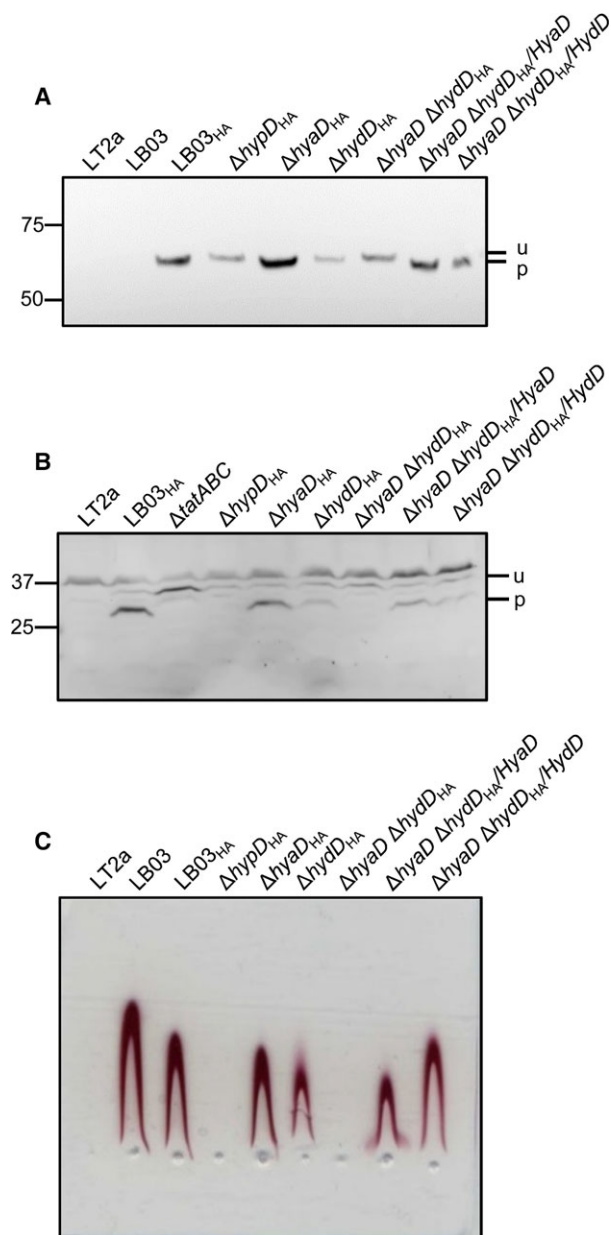 A
LT2a
LB03
LB03HA
ΔhypDHA
ΔhyaDHA
ΔhydDHA
ΔhyaD ΔhydDHA
ΔhyaD ΔhydDHA/HyaD
ΔhyaD ΔhydDHA/HydD
75
50
u
p
B
LT2a
LB03HA
ΔtatABC
ΔhypDHA
ΔhyaDHA
ΔhydDHA
ΔhyaD ΔhydDHA
ΔhyaD ΔhydDHA/HyaD
ΔhyaD ΔhydDHA/HydD
37
25
u
p
C
LT2a
LB03
LB03HA
ΔhypDHA
ΔhyaDHA
ΔhydDHA
ΔhyaD ΔhydDHA
ΔhyaD ΔhydDHA/HyaD
ΔhyaD ΔhydDHA/HydD